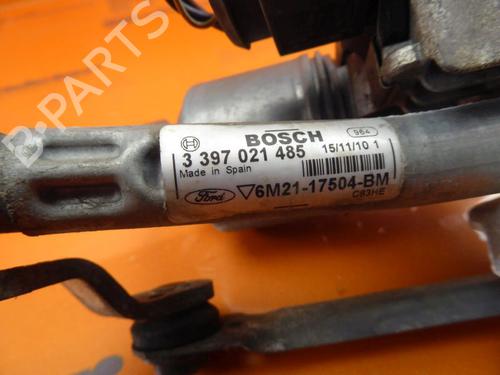 BOSCH
964
3 397 021 485
15/11/10 1
Made in Spain
Ford
6M21-17504-BM
C83HE
B-PARTS